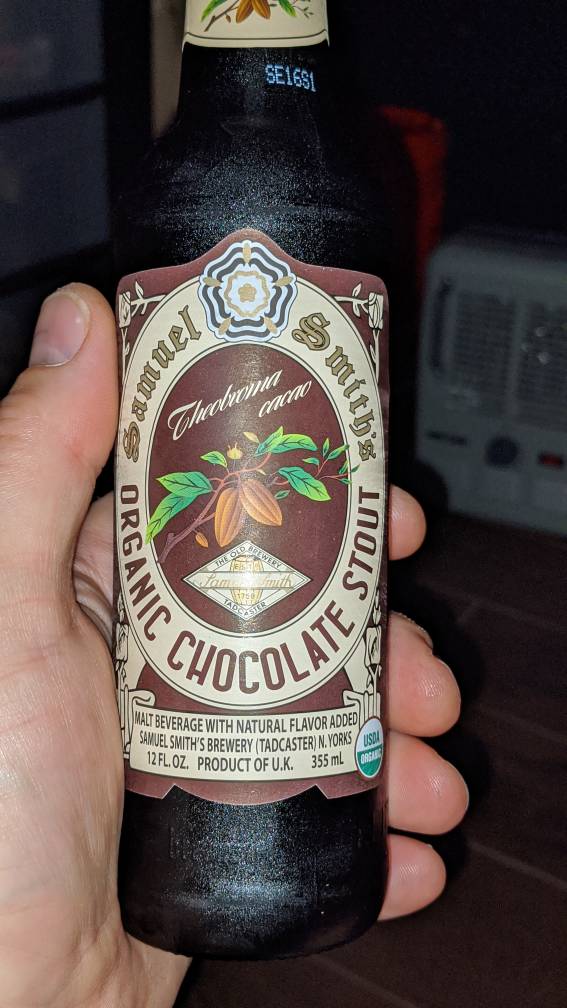 SE16S1
Samuel Smith's
Theobroma
cacao
THE OLD BREWERY
Samuel Smith
1758
TADCASTER
ORGANIC CHOCOLATE STOUT
MALT BEVERAGE WITH NATURAL FLAVOR ADDED
SAMUEL SMITH'S BREWERY (TADCASTER) N. YORKS
12 FL. OZ. PRODUCT OF U.K. 355 mL
USDA
ORGANIC